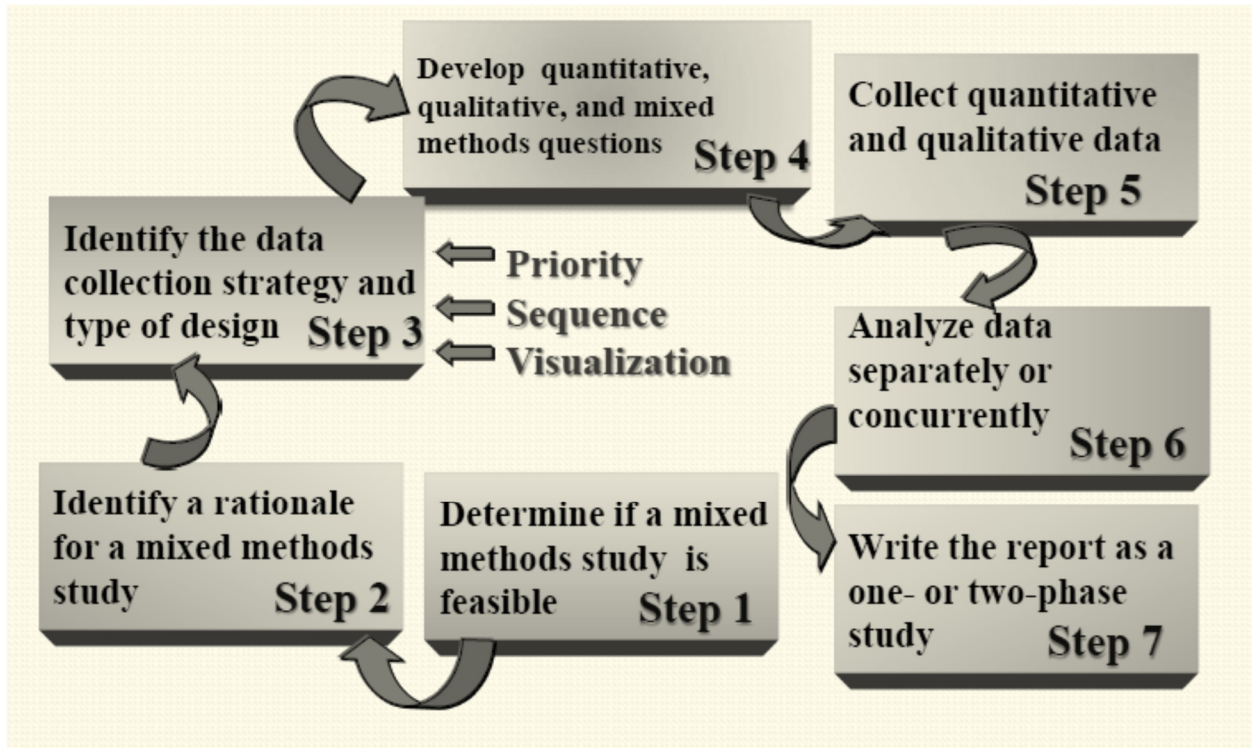 Determine if a mixed
methods study is
feasible
Step 1
Identify a rationale
for a mixed methods
study
Step 2
Identify the data
collection strategy and
type of design
Step 3
Priority
Sequence
Visualization
Develop quantitative,
qualitative, and mixed
methods questions
Step 4
Collect quantitative
and qualitative data
Step 5
Analyze data
separately or
concurrently
Step 6
Write the report as a
one- or two-phase
study
Step 7